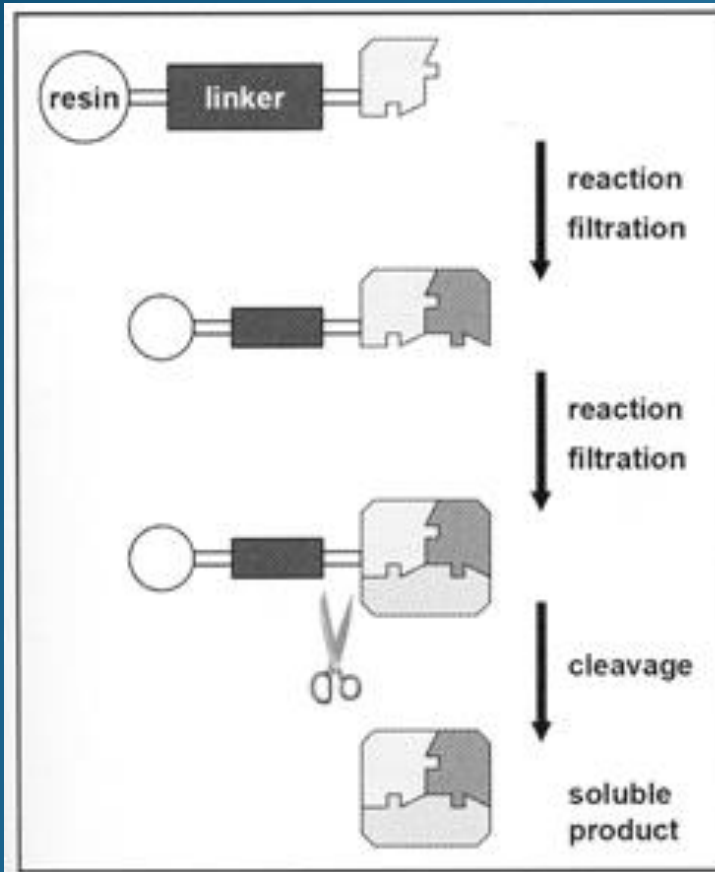 resin
linker
reaction
filtration
reaction
filtration
cleavage
soluble
product